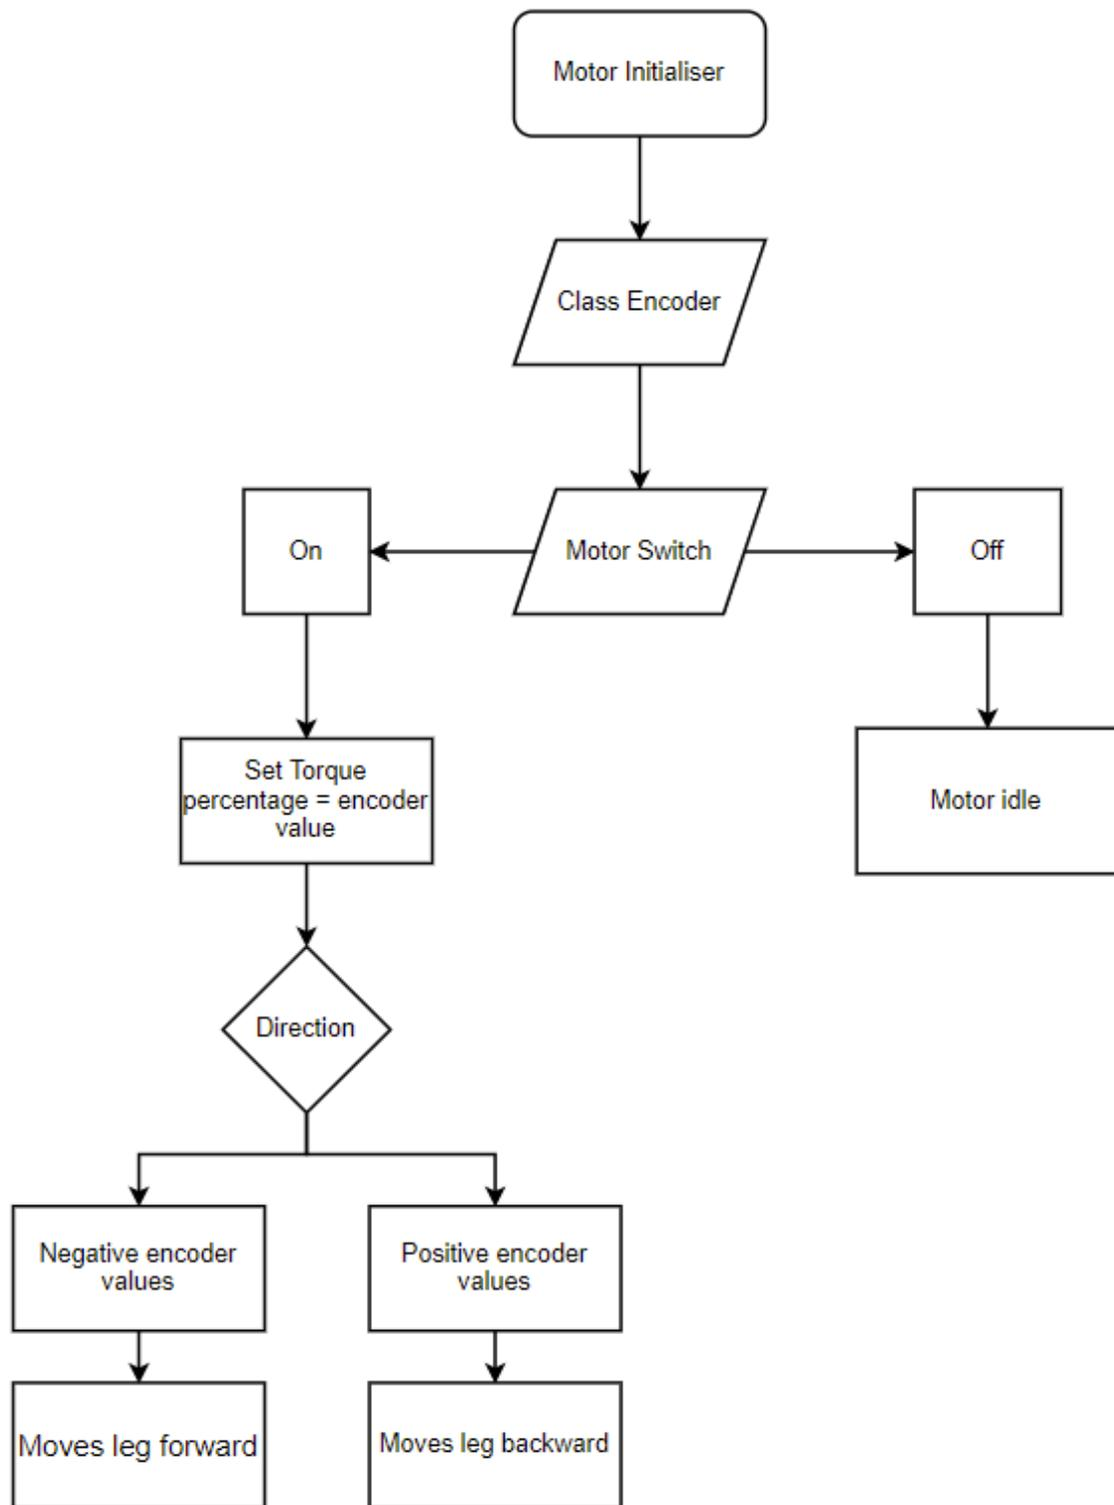 Motor Initialiser
Class Encoder
On
Motor Switch
Off
Set Torque
percentage = encoder
value
Motor idle
Direction
Negative encoder
values
Positive encoder
values
Moves leg forward
Moves leg backward